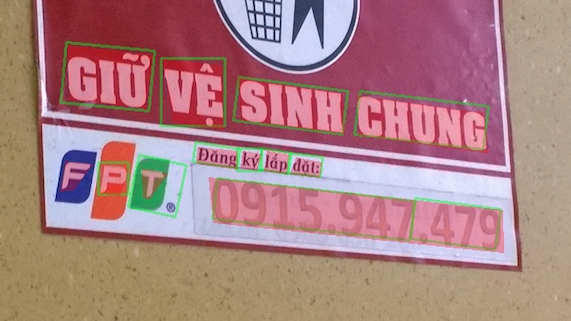 GIỮ VỆ SINH CHUNG
FPT®
Đăng ký lắp đặt:
0915.947.479